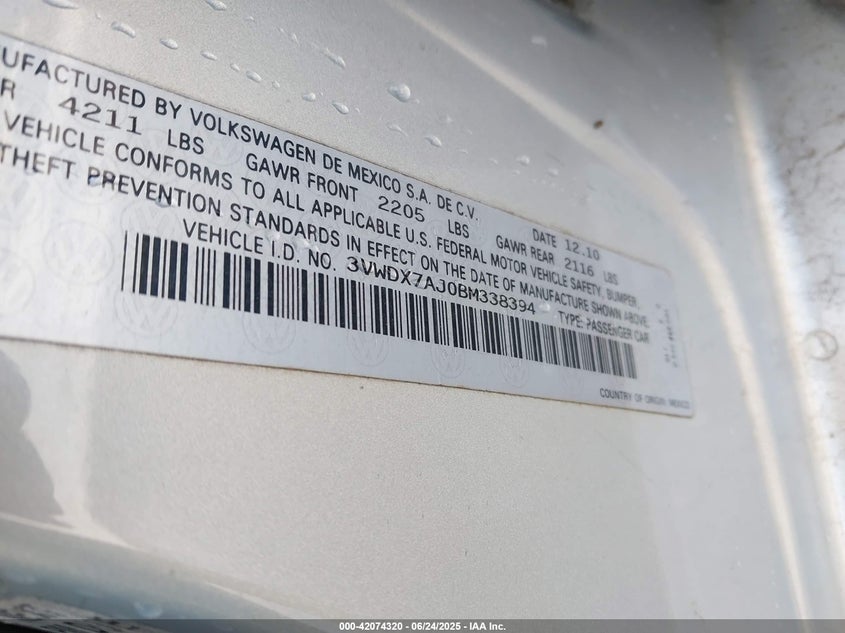 UFACTURED BY VOLKSWAGEN DE MEXICO S.A. DE C.V. DATE 12.10
R 4211 LBS GAWR FRONT 2205 LBS GAWR REAR 2116 LBS
VEHICLE CONFORMS TO ALL APPLICABLE U.S. FEDERAL MOTOR VEHICLE SAFETY, BUMPER,
THEFT PREVENTION STANDARDS IN EFFECT ON THE DATE OF MANUFACTURE SHOWN ABOVE.
VEHICLE I.D. NO. 3VWDX7AJ0BM338394 TYPE: PASSENGER CAR
COUNTRY OF ORIGIN: MEXICO
000-42074320 - 06/24/2025 - IAA Inc.